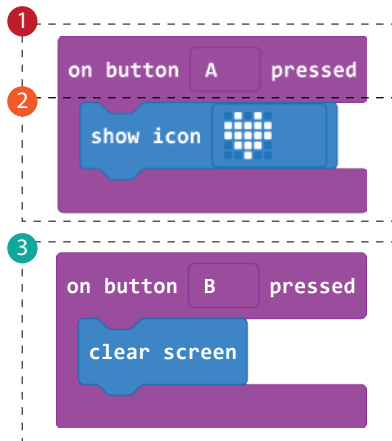 1
on button A pressed
2
show icon
3
on button B pressed
clear screen